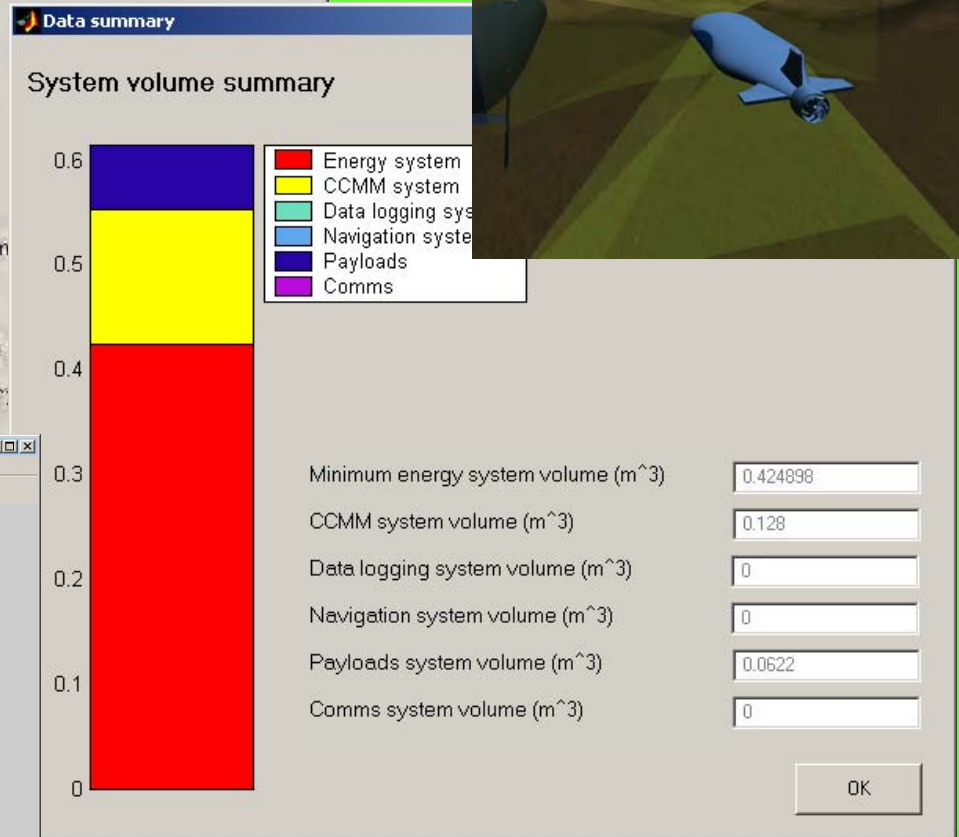 Data summary
System volume summary
0.6
0.5
0.4
0.3
0.2
0.1
0
Energy system
CCMM system
Data logging sys
Navigation syste
Payloads
Comms
Minimum energy system volume (m^3) 0.424898
CCMM system volume (m^3) 0.128
Data logging system volume (m^3) 0
Navigation system volume (m^3) 0
Payloads system volume (m^3) 0.0622
Comms system volume (m^3) 0
OK